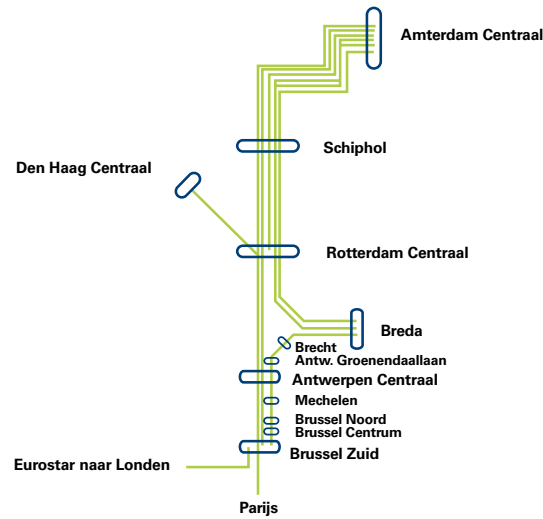 Amterdam Centraal
Schiphol
Den Haag Centraal
Rotterdam Centraal
Breda
Brecht
Antw. Groenendaallaan
Antwerpen Centraal
Mechelen
Brussel Noord
Brussel Centrum
Brussel Zuid
Eurostar naar Londen
Parijs